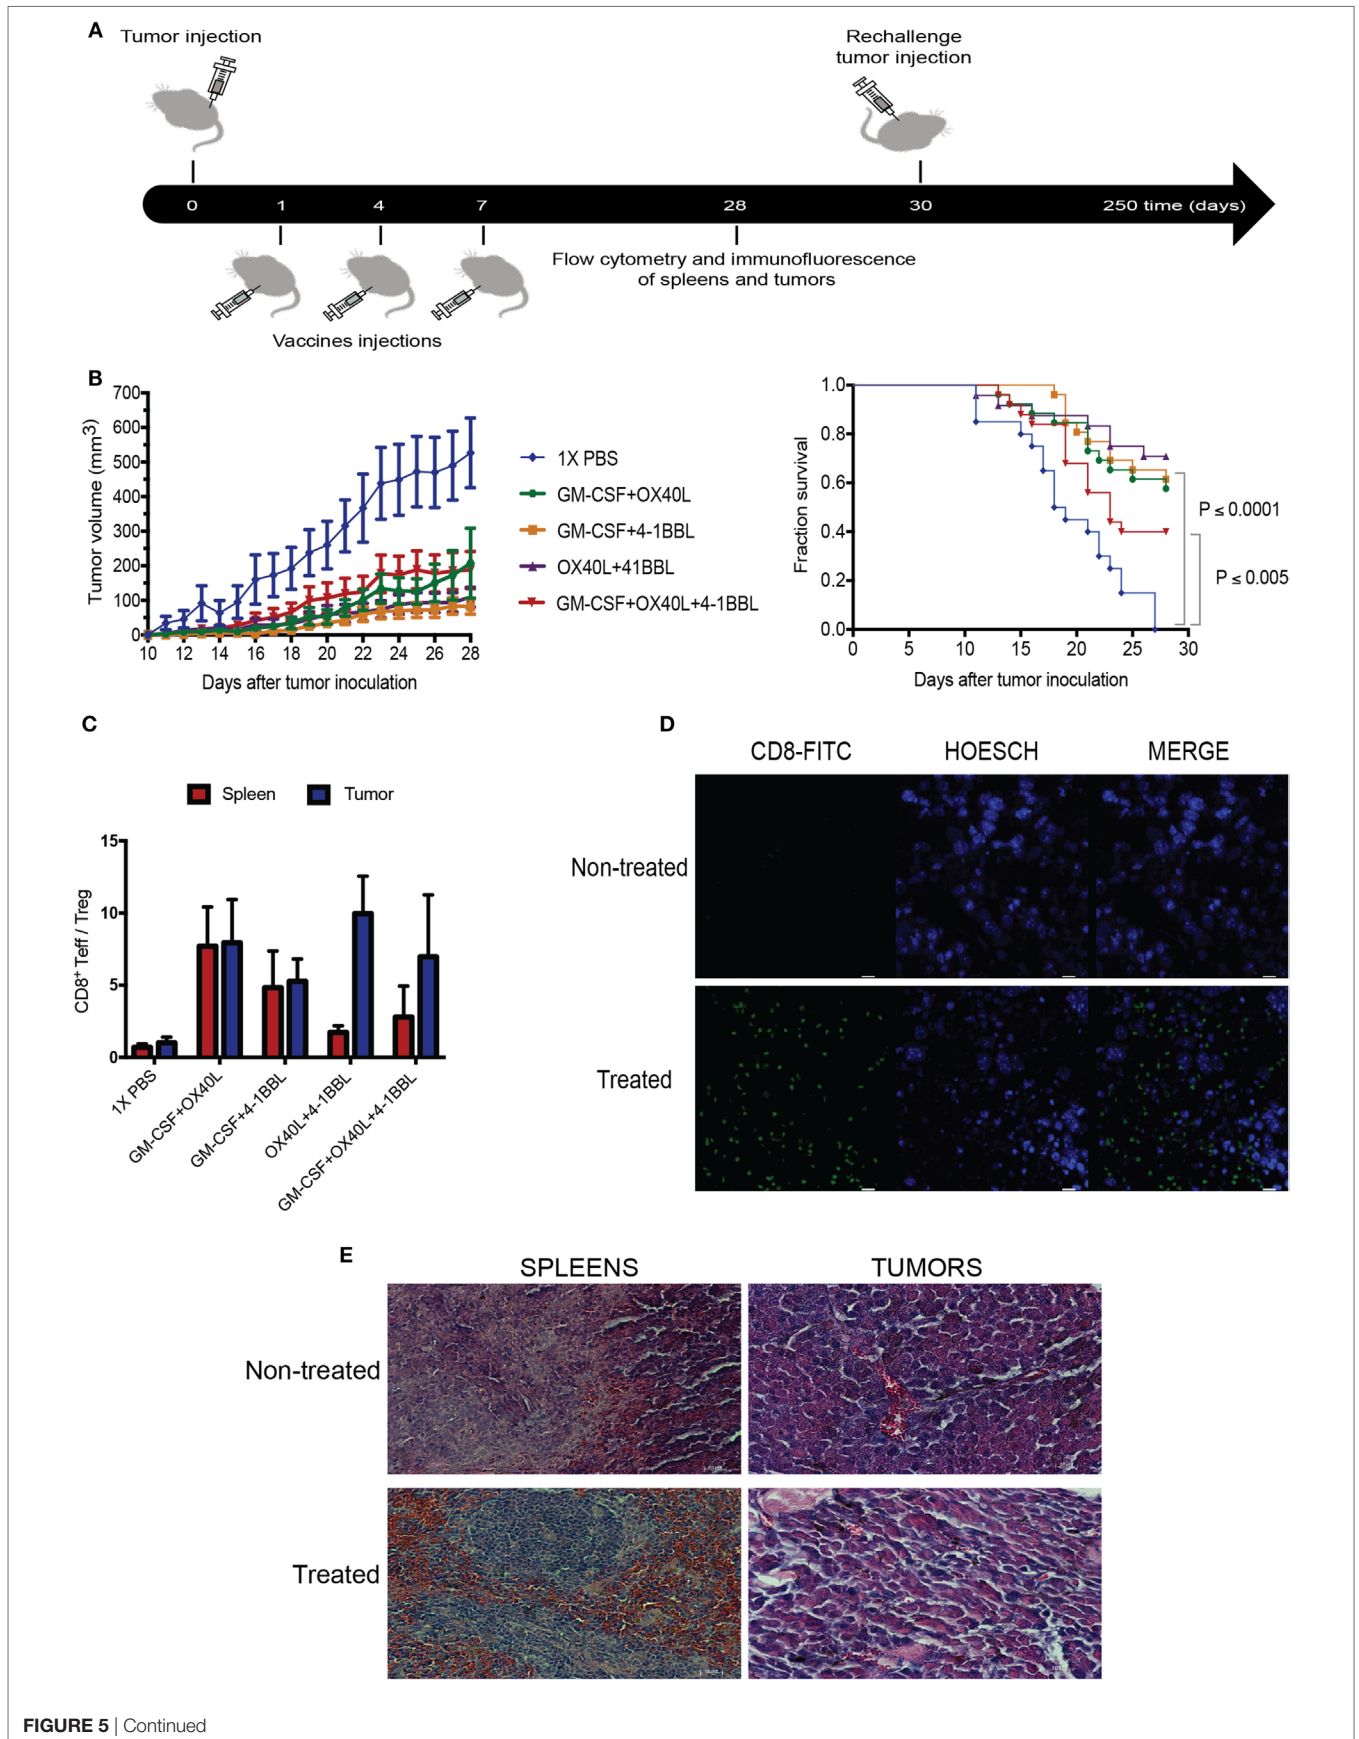 A
Tumor injection
Rechallenge
tumor injection
0 1 4 7 28 30 250 time (days)
Flow cytometry and immunofluorescence
of spleens and tumors
Vaccines injections
B
700
600
500
400
300
200
100
0
Tumor volume (mm3)
10 12 14 16 18 20 22 24 26 28
Days after tumor inoculation
1X PBS
GM-CSF+OX40L
GM-CSF+4-1BBL
OX40L+41BBL
GM-CSF+OX40L+4-1BBL
1.0
0.8
0.6
0.4
0.2
0.0
Fraction survival
0 5 10 15 20 25 30
Days after tumor inoculation
P ≤ 0.0001
P ≤ 0.005
C
Spleen Tumor
15
10
5
0
CD8+ Teff / Treg
1X PBS
GM-CSF+OX40L
GM-CSF+4-1BBL
OX40L+4-1BBL
GM-CSF+OX40L+4-1BBL
D
CD8-FITC HOESCH MERGE
Non-treated
Treated
E
SPLEENS TUMORS
Non-treated
Treated
FIGURE 5 | Continued